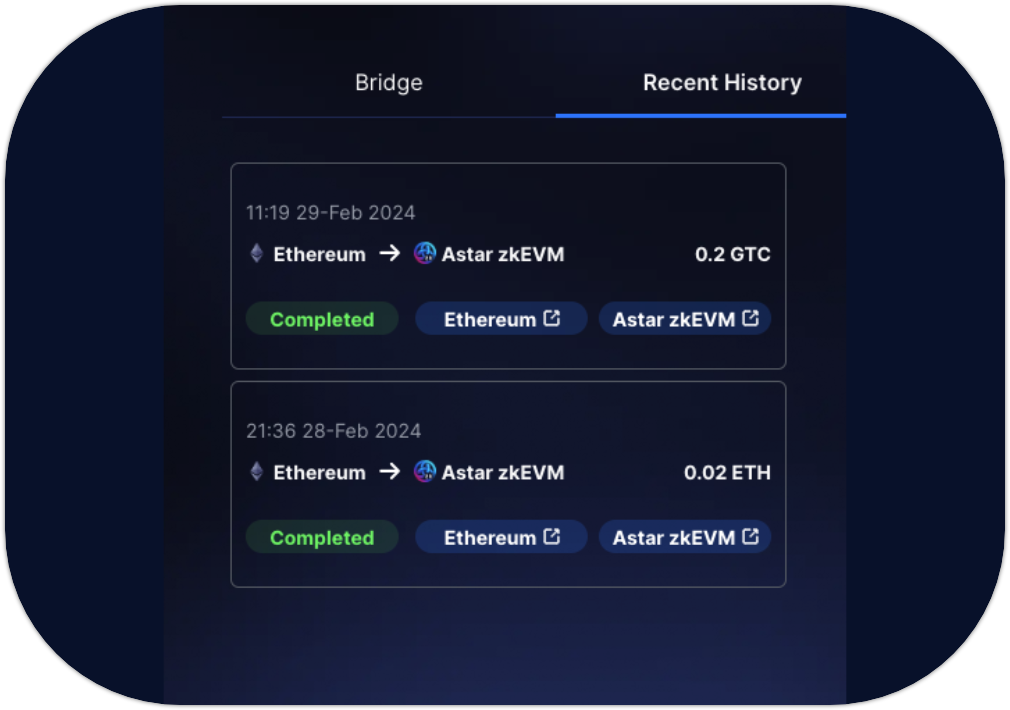 Bridge Recent History
11:19 29-Feb 2024
Ethereum → Astar zkEVM 0.2 GTC
Completed Ethereum Astar zkEVM
21:36 28-Feb 2024
Ethereum → Astar zkEVM 0.02 ETH
Completed Ethereum Astar zkEVM